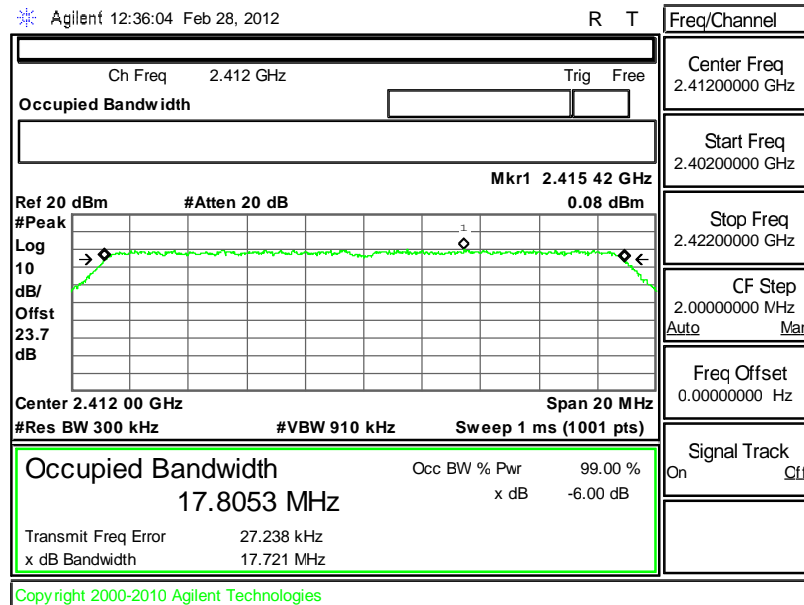 Agilent 12:36:04 Feb 28, 2012 R T
Freq/Channel
Ch Freq 2.412 GHz Trig Free
Occupied Bandwidth
Center Freq
2.41200000 GHz
Start Freq
2.40200000 GHz
Stop Freq
2.42200000 GHz
CF Step
2.00000000 MHz
Auto Man
Freq Offset
0.00000000 Hz
Signal Track
On Off
Mkr1 2.415 42 GHz
Ref 20 dBm #Atten 20 dB 0.08 dBm
#Peak
Log
10
dB/
Offst
23.7
dB
1
Center 2.412 00 GHz Span 20 MHz
#Res BW 300 kHz #VBW 910 kHz Sweep 1 ms (1001 pts)
Occupied Bandwidth
17.8053 MHz
Occ BW % Pwr 99.00 %
x dB -6.00 dB
Transmit Freq Error 27.238 kHz
x dB Bandwidth 17.721 MHz
Copyright 2000-2010 Agilent Technologies